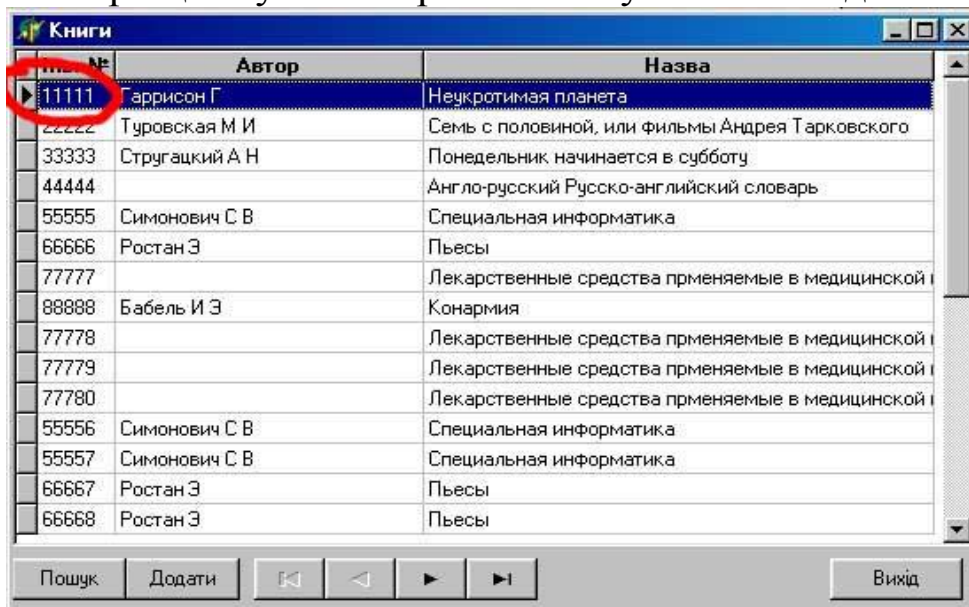 Книги
Автор Назва
11111 Гаррисон Г Неукротимая планета
22222 Туровская М И Семь с половиной, или фильмы Андрея Тарковского
33333 Стругацкий А Н Понедельник начинается в субботу
44444 Англо-русский Русско-английский словарь
55555 Симонович С В Специальная информатика
66666 Ростан Э Пьесы
77777 Лекарственные средства прменяемые в медицинской
88888 Бабель И Э Конармия
77778 Лекарственные средства прменяемые в медицинской
77779 Лекарственные средства прменяемые в медицинской
77780 Лекарственные средства прменяемые в медицинской
55556 Симонович С В Специальная информатика
55557 Симонович С В Специальная информатика
66667 Ростан Э Пьесы
66668 Ростан Э Пьесы
Пошук Додати Вихід